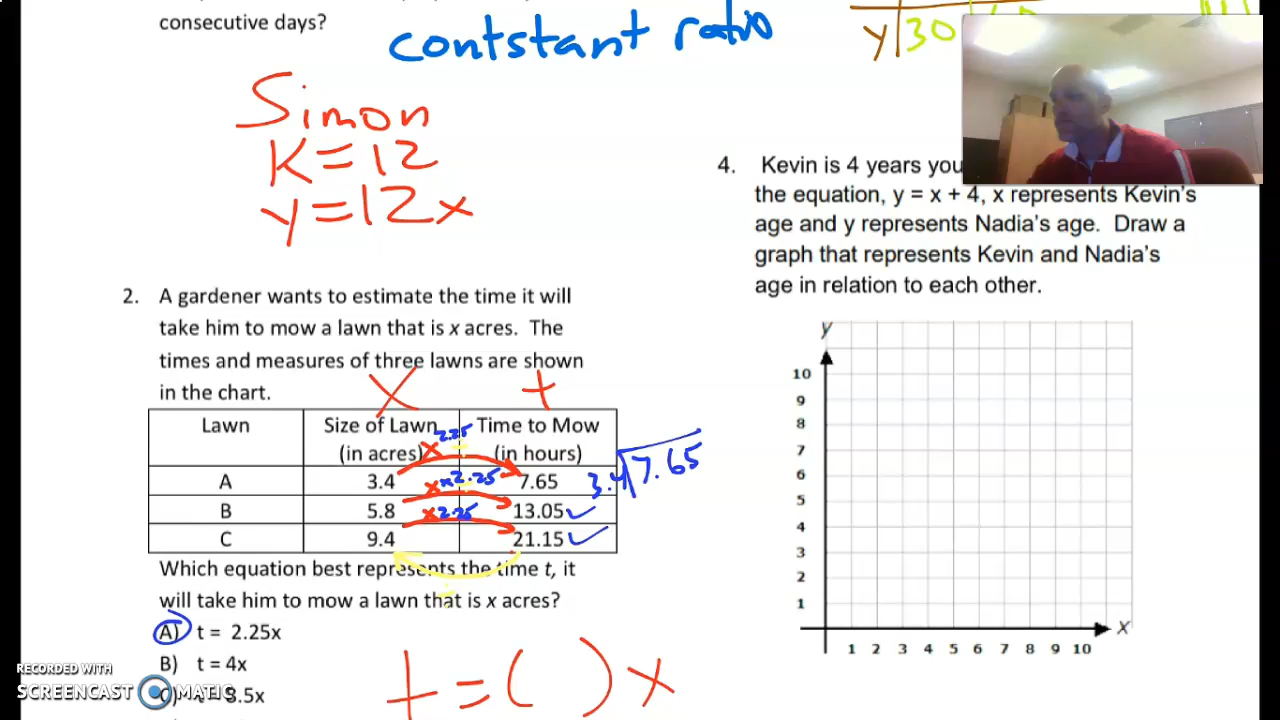 consecutive days?
contstant ratio
y 30
Simon
K=12
y=12x
2. A gardener wants to estimate the time it will
take him to mow a lawn that is x acres. The
times and measures of three lawns are shown
in the chart.
x t
Lawn Size of Lawn (in acres) Time to Mow (in hours)
x 2.25
A 3.4 x 2.25 7.65
B 5.8 x 2.25 13.05 ✓
C 9.4 21.15 ✓
3.4 7.65
Which equation best represents the time t, it
will take him to mow a lawn that is x acres?
A) t = 2.25x
B) t = 4x
3.5x
t = ( ) x
4. Kevin is 4 years you
the equation, y = x + 4, x represents Kevin's
age and y represents Nadia's age. Draw a
graph that represents Kevin and Nadia's
age in relation to each other.
y
10
9
8
7
6
5
4
3
2
1
x
1 2 3 4 5 6 7 8 9 10
RECORDED WITH
SCREENCAST MATIC